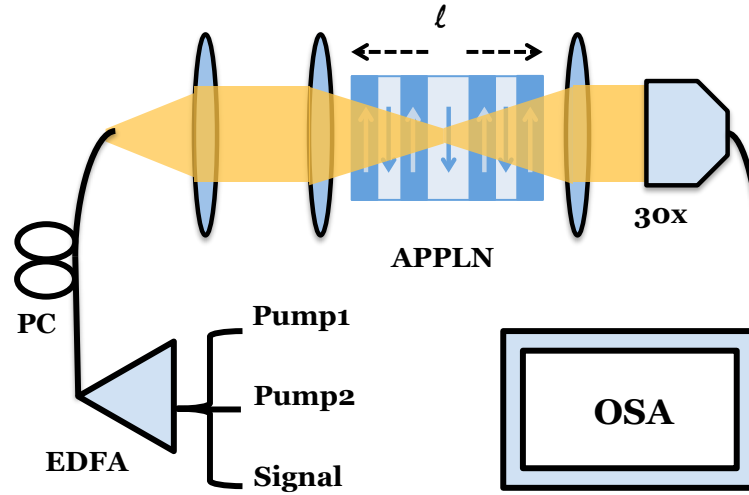 ℓ
30x
APPLN
PC
Pump1
Pump2
OSA
EDFA
Signal